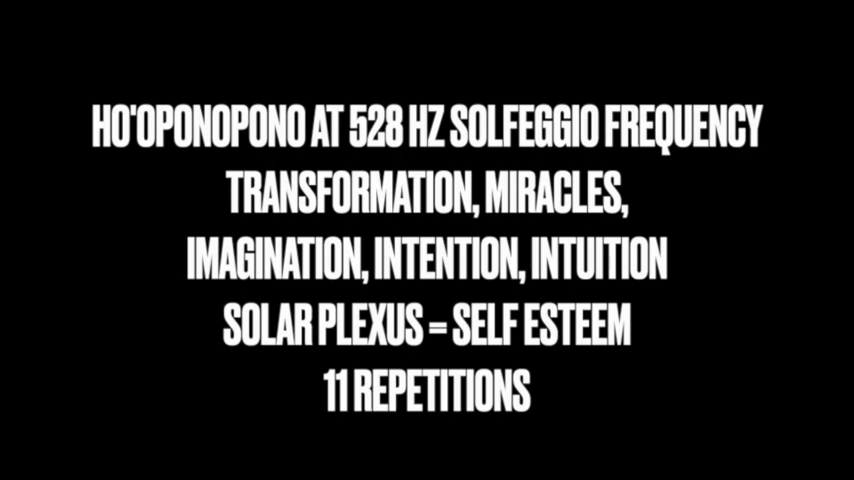 HO'OPONOPONO AT 528 HZ SOLFEGGIO FREQUENCY
TRANSFORMATION, MIRACLES,
IMAGINATION, INTENTION, INTUITION
SOLAR PLEXUS = SELF ESTEEM
11 REPETITIONS